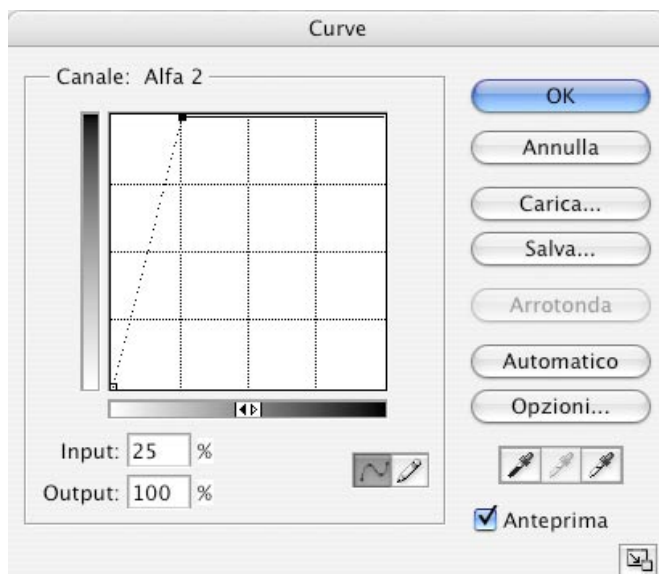 Curve
Canale: Alfa 2
Input: 25 %
Output: 100 %
OK
Annulla
Carica...
Salva...
Arrotonda
Automatico
Opzioni...
Anteprima